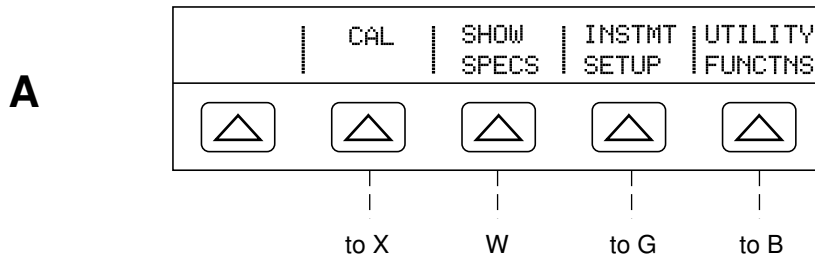 A
CAL SHOW SPECS INSTMT SETUP UTILITY FUNCTNS
to X W to G to B